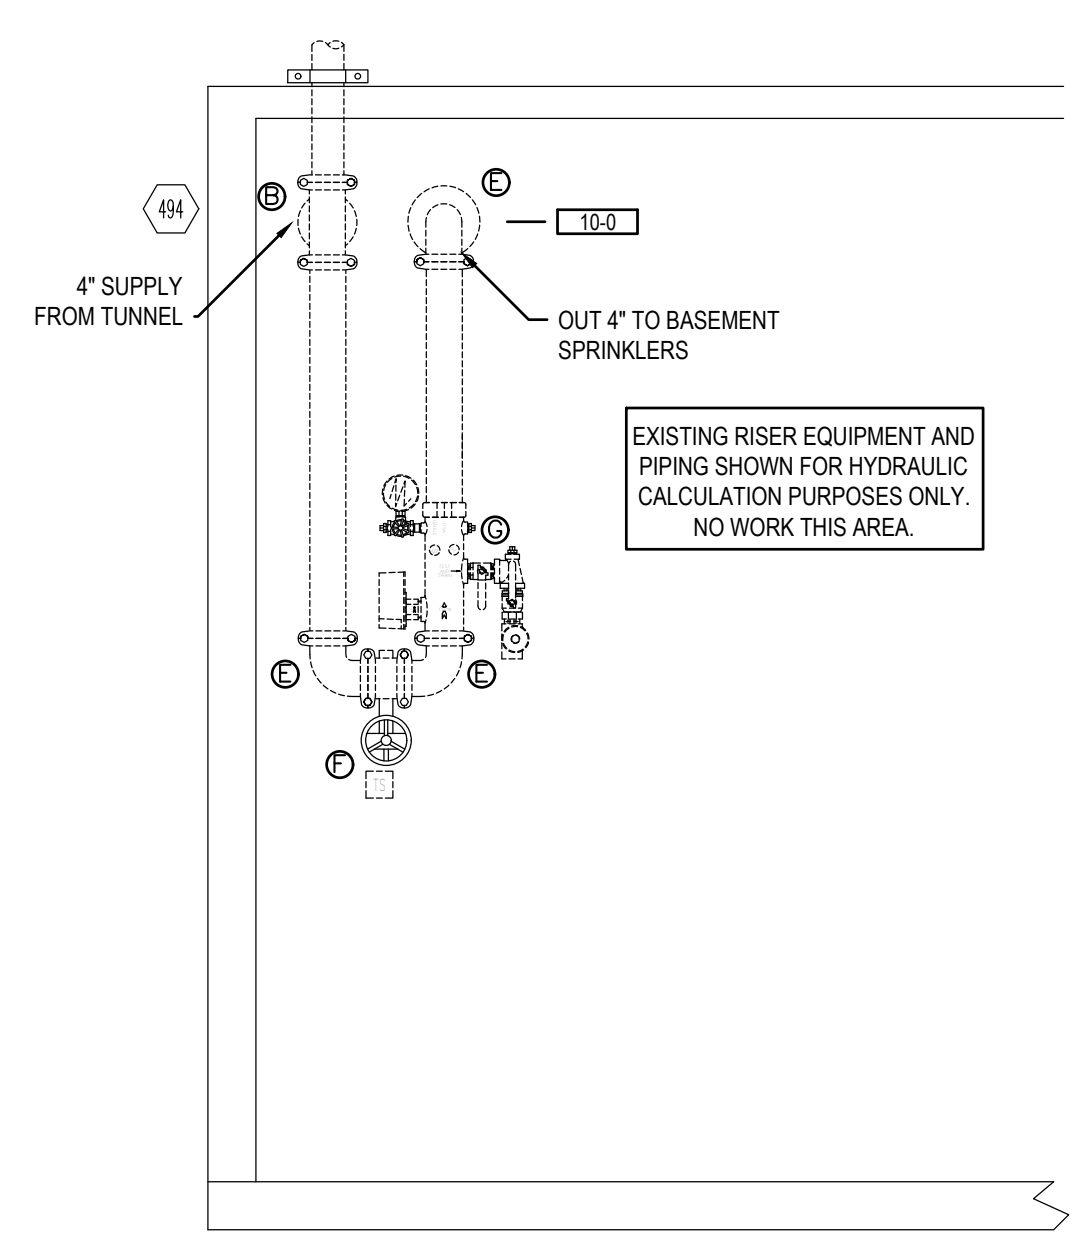 B
E
494
10-0
4" SUPPLY
FROM TUNNEL
OUT 4" TO BASEMENT
SPRINKLERS
EXISTING RISER EQUIPMENT AND
PIPING SHOWN FOR HYDRAULIC
CALCULATION PURPOSES ONLY.
NO WORK THIS AREA.
G
E
E
F
TS